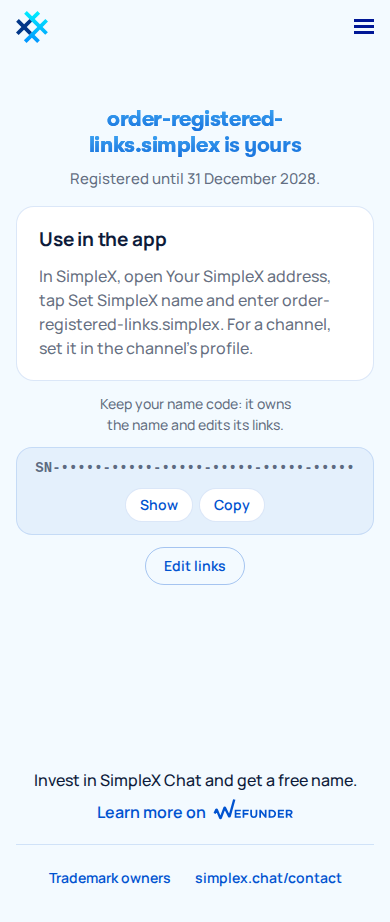 order-registered-
links.simplex is yours
Registered until 31 December 2028.
Use in the app
In SimpleX, open Your SimpleX address,
tap Set SimpleX name and enter order-
registered-links.simplex. For a channel,
set it in the channel's profile.
Keep your name code: it owns
the name and edits its links.
SN-•••••-•••••-•••••-•••••-•••••-•••••
Show Copy
Edit links
Invest in SimpleX Chat and get a free name.
Learn more on WEFUNDER
Trademark owners simplex.chat/contact